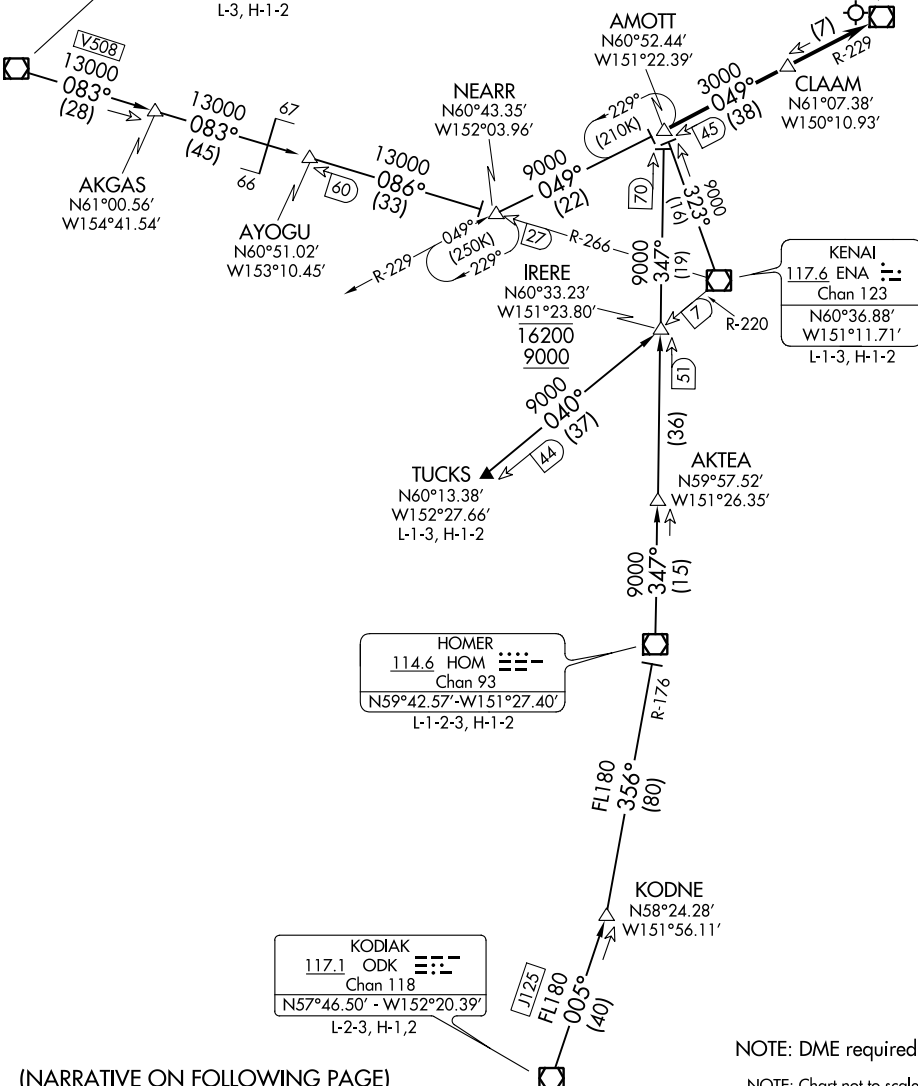 L-3, H-1-2
V508
13000
083°
(28)
AKGAS
N61°00.56'
W154°41.54'
13000
083°
(45)
67
66
AYOGU
N60°51.02'
W153°10.45'
60
13000
086°
(33)
NEARR
N60°43.35'
W152°03.96'
R-229
049°
(250K)
229°
27
R-266
9000
049°
(22)
229°
(210K)
AMOTT
N60°52.44'
W151°22.39'
3000
049°
(38)
45
(7)
R-229
CLAAM
N61°07.38'
W150°10.93'
70
9000
347°
(19)
9000
323°
(16)
KENAI
117.6 ENA
Chan 123
N60°36.88'
W151°11.71'
L-1-3, H-1-2
7
R-220
IRERE
N60°33.23'
W151°23.80'
16200
9000
51
9000
040°
(37)
44
TUCKS
N60°13.38'
W152°27.66'
L-1-3, H-1-2
(36)
AKTEA
N59°57.52'
W151°26.35'
9000
347°
(15)
HOMER
114.6 HOM
Chan 93
N59°42.57'-W151°27.40'
L-1-2-3, H-1-2
R-176
FL180
356°
(80)
KODNE
N58°24.28'
W151°56.11'
J125
FL180
005°
(40)
KODIAK
117.1 ODK
Chan 118
N57°46.50' - W152°20.39'
L-2-3, H-1,2
NOTE: DME required
NOTE: Chart not to scale
(NARRATIVE ON FOLLOWING PAGE)